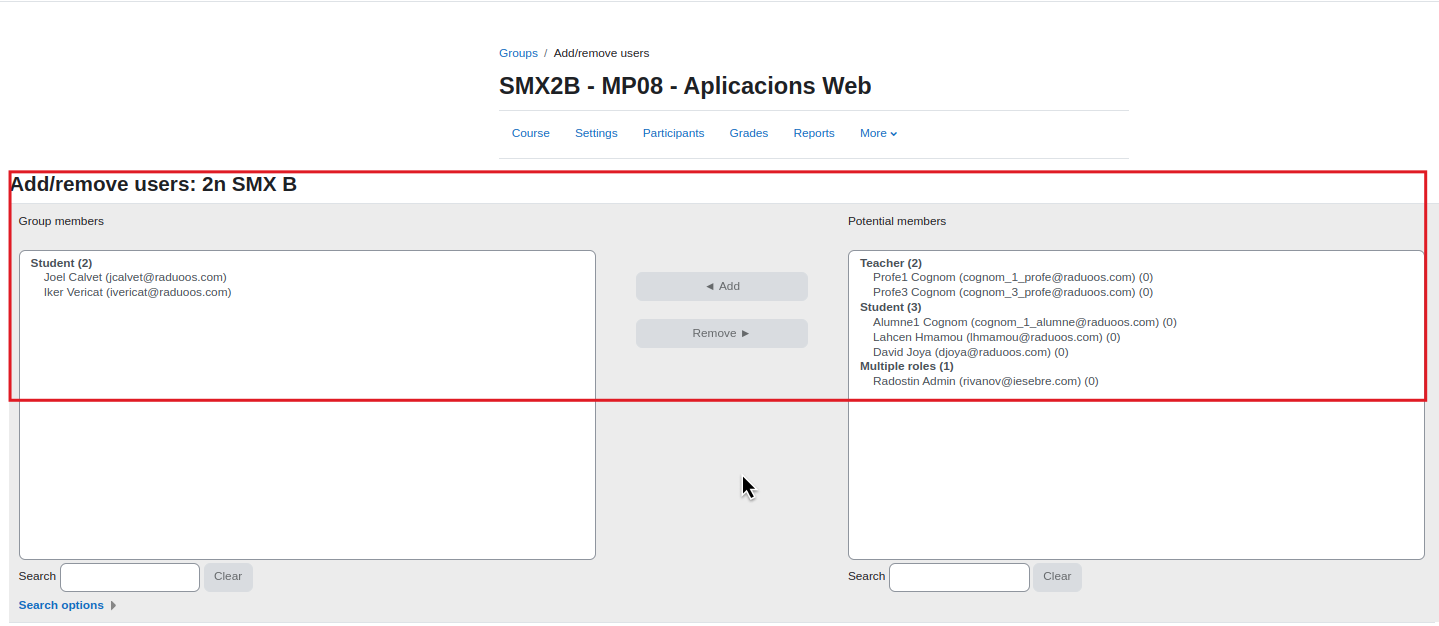 Groups / Add/remove users
SMX2B - MP08 - Aplicacions Web
Course Settings Participants Grades Reports More
Add/remove users: 2n SMX B
Group members
Student (2)
Joel Calvet (jcalvet@raduoos.com)
Iker Vericat (ivericat@raduoos.com)
◄ Add
Remove ►
Potential members
Teacher (2)
Profe1 Cognom (cognom_1_profe@raduoos.com) (0)
Profe3 Cognom (cognom_3_profe@raduoos.com) (0)
Student (3)
Alumne1 Cognom (cognom_1_alumne@raduoos.com) (0)
Lahcen Hmamou (lhmamou@raduoos.com) (0)
David Joya (djoya@raduoos.com) (0)
Multiple roles (1)
Radostin Admin (rivanov@iesebre.com) (0)
Search Clear
Search Clear
Search options